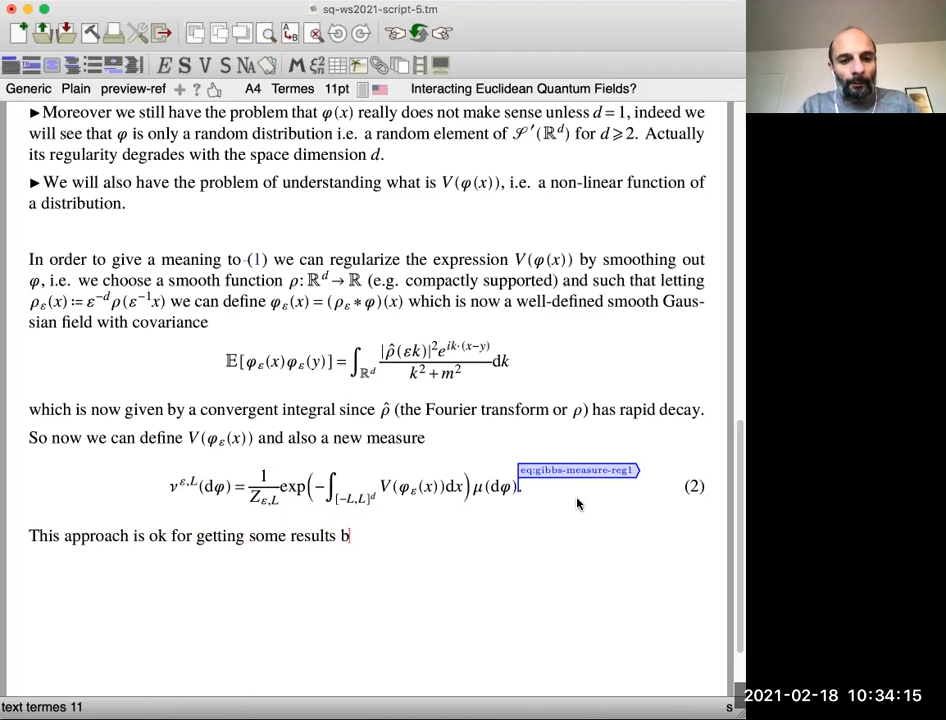 sq-ws2021-script-5.tm
E S V S NA
Generic Plain preview-ref + ? A4 Termes 11pt Interacting Euclidean Quantum Fields?
►Moreover we still have the problem that φ(x) really does not make sense unless d=1, indeed we
will see that φ is only a random distribution i.e. a random element of 𝒮′(ℝ^d) for d⩾2. Actually
its regularity degrades with the space dimension d.
►We will also have the problem of understanding what is V(φ(x)), i.e. a non-linear function of
a distribution.
In order to give a meaning to (1) we can regularize the expression V(φ(x)) by smoothing out
φ, i.e. we choose a smooth function ρ: ℝ^d → ℝ (e.g. compactly supported) and such that letting
ρ_ε(x) ≔ ε^{-d}ρ(ε^{-1}x) we can define φ_ε(x) = (ρ_ε ∗ φ)(x) which is now a well-defined smooth Gaus-
sian field with covariance
𝔼[φ_ε(x)φ_ε(y)] = ∫_{ℝ^d} |ρ̂(εk)|^2 e^{ik·(x−y)} / (k^2+m^2) dk
which is now given by a convergent integral since ρ̂ (the Fourier transform or ρ) has rapid decay.
So now we can define V(φ_ε(x)) and also a new measure
eq:gibbs-measure-reg1
ν^{ε,L}(dφ) = 1/Z_{ε,L} exp(−∫_{[−L,L]^d} V(φ_ε(x))dx) μ(dφ). (2)
This approach is ok for getting some results b
text termes 11 s
2021-02-18 10:34:15